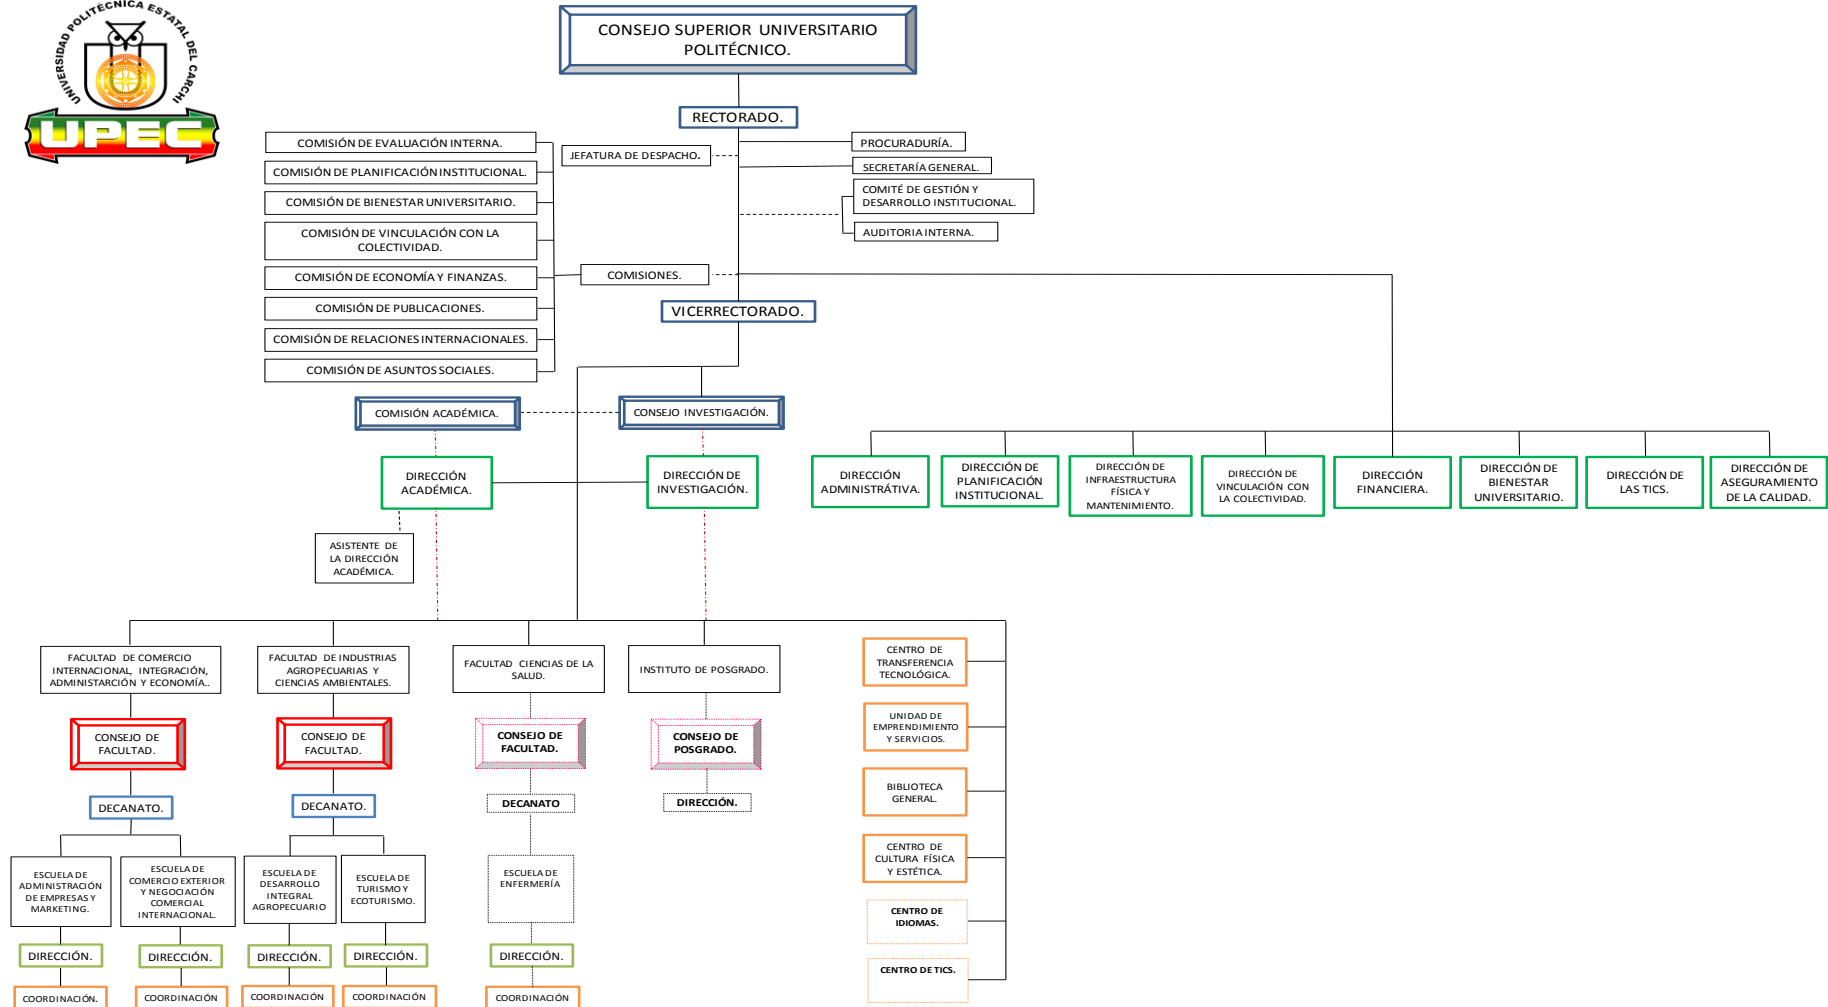 UNIVERSIDAD POLITÉCNICA ESTATAL DEL CARCHI
UPEC
CONSEJO SUPERIOR UNIVERSITARIO
POLITÉCNICO.
RECTORADO.
COMISIÓN DE EVALUACIÓN INTERNA.
COMISIÓN DE PLANIFICACIÓN INSTITUCIONAL.
COMISIÓN DE BIENESTAR UNIVERSITARIO.
COMISIÓN DE VINCULACIÓN CON LA
COLECTIVIDAD.
COMISIÓN DE ECONOMÍA Y FINANZAS.
COMISIÓN DE PUBLICACIONES.
COMISIÓN DE RELACIONES INTERNACIONALES.
COMISIÓN DE ASUNTOS SOCIALES.
JEFATURA DE DESPACHO.
PROCURADURÍA.
SECRETARÍA GENERAL.
COMITÉ DE GESTIÓN Y
DESARROLLO INSTITUCIONAL.
AUDITORIA INTERNA.
COMISIONES.
VICERRECTORADO.
COMISIÓN ACADÉMICA.
CONSEJO INVESTIGACIÓN.
DIRECCIÓN
ACADÉMICA.
DIRECCIÓN DE
INVESTIGACIÓN.
DIRECCIÓN
ADMINISTRÁTIVA.
DIRECCIÓN DE
PLANIFICACIÓN
INSTITUCIONAL.
DIRECCIÓN DE
INFRAESTRUCTURA
FÍSICA Y
MANTENIMIENTO.
DIRECCIÓN DE
VINCULACIÓN CON
LA COLECTIVIDAD.
DIRECCIÓN
FINANCIERA.
DIRECCIÓN DE
BIENESTAR
UNIVERSITARIO.
DIRECCIÓN DE
LAS TICS.
DIRECCIÓN DE
ASEGURAMIENTO
DE LA CALIDAD.
ASISTENTE DE
LA DIRECCIÓN
ACADÉMICA.
FACULTAD DE COMERCIO
INTERNACIONAL, INTEGRACIÓN,
ADMINISTARCIÓN Y ECONOMÍA..
FACULTAD DE INDUSTRIAS
AGROPECUARIAS Y
CIENCIAS AMBIENTALES.
FACULTAD CIENCIAS DE LA
SALUD.
INSTITUTO DE POSGRADO.
CONSEJO DE
FACULTAD.
CONSEJO DE
FACULTAD.
CONSEJO DE
FACULTAD.
CONSEJO DE
POSGRADO.
DECANATO.
DECANATO.
DECANATO
DIRECCIÓN.
ESCUELA DE
ADMINISTRACIÓN
DE EMPRESAS Y
MARKETING.
ESCUELA DE
COMERCIO EXTERIOR
Y NEGOCIACIÓN
COMERCIAL
INTERNACIONAL.
ESCUELA DE
DESARROLLO
INTEGRAL
AGROPECUARIO
ESCUELA DE
TURISMO Y
ECOTURISMO.
ESCUELA DE
ENFERMERÍA
DIRECCIÓN.
DIRECCIÓN.
DIRECCIÓN.
DIRECCIÓN.
DIRECCIÓN.
COORDINACIÓN.
COORDINACIÓN
COORDINACIÓN
COORDINACIÓN
COORDINACIÓN
CENTRO DE
TRANSFERENCIA
TECNOLÓGICA.
UNIDAD DE
EMPRENDIMIENTO
Y SERVICIOS.
BIBLIOTECA
GENERAL.
CENTRO DE
CULTURA FÍSICA
Y ESTÉTICA.
CENTRO DE
IDIOMAS.
CENTRO DE TICS.